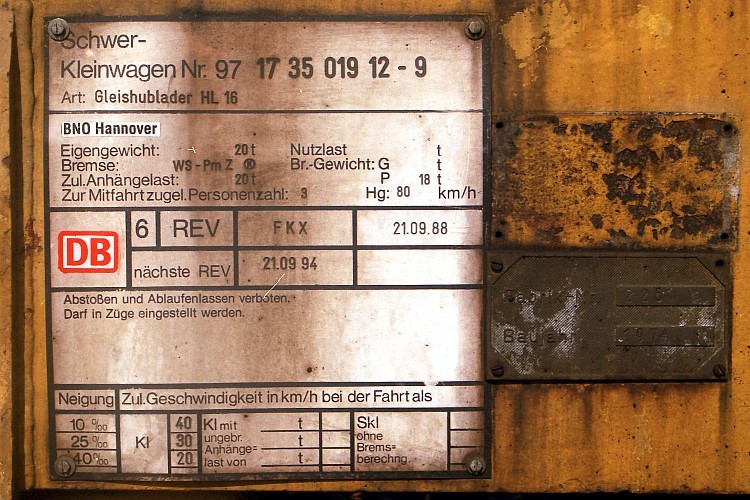 Schwer-
Kleinwagen Nr. 97 17 35 019 12 - 9
Art: Gleishublader HL 16
BNO Hannover
Eigengewicht: 20 t Nutzlast t
Bremse: WS - Pm Z ® Br.-Gewicht: G t
Zul. Anhängelast: 20 t P 18 t
Zur Mitfahrt zugel. Personenzahl: 3 Hg: 80 km/h
DB 6 REV FKX 21.09.88
nächste REV 21.09 94
Abstoßen und Ablaufenlassen verboten.
Darf in Züge eingestellt werden.
Neigung Zul. Geschwindigkeit in km/h bei der Fahrt als
10 ‰ 40 Kl mit t t Skl
25 ‰ Kl 30 ungebr. ohne
Anhänge= t t Brems=
40 ‰ 20 last von berechng.
Fabrik-Nr.
Baujahr